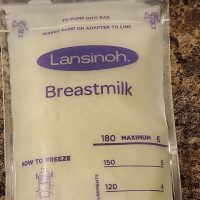 TO PUMP INTO BAG
INSERT PUMP ON ADAPTER TO LINE
Lansinoh®
Breastmilk
180 MAXIMUM 6
150 5
HOW TO FREEZE
120 4